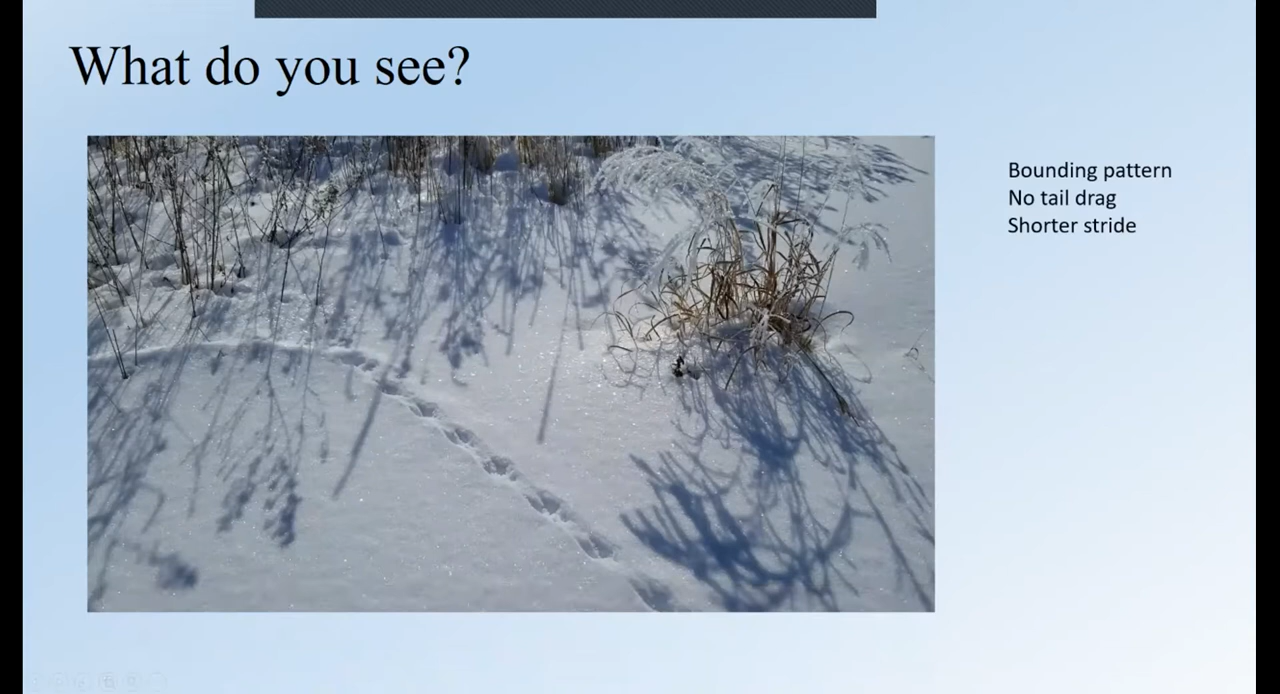 What do you see?
Bounding pattern
No tail drag
Shorter stride